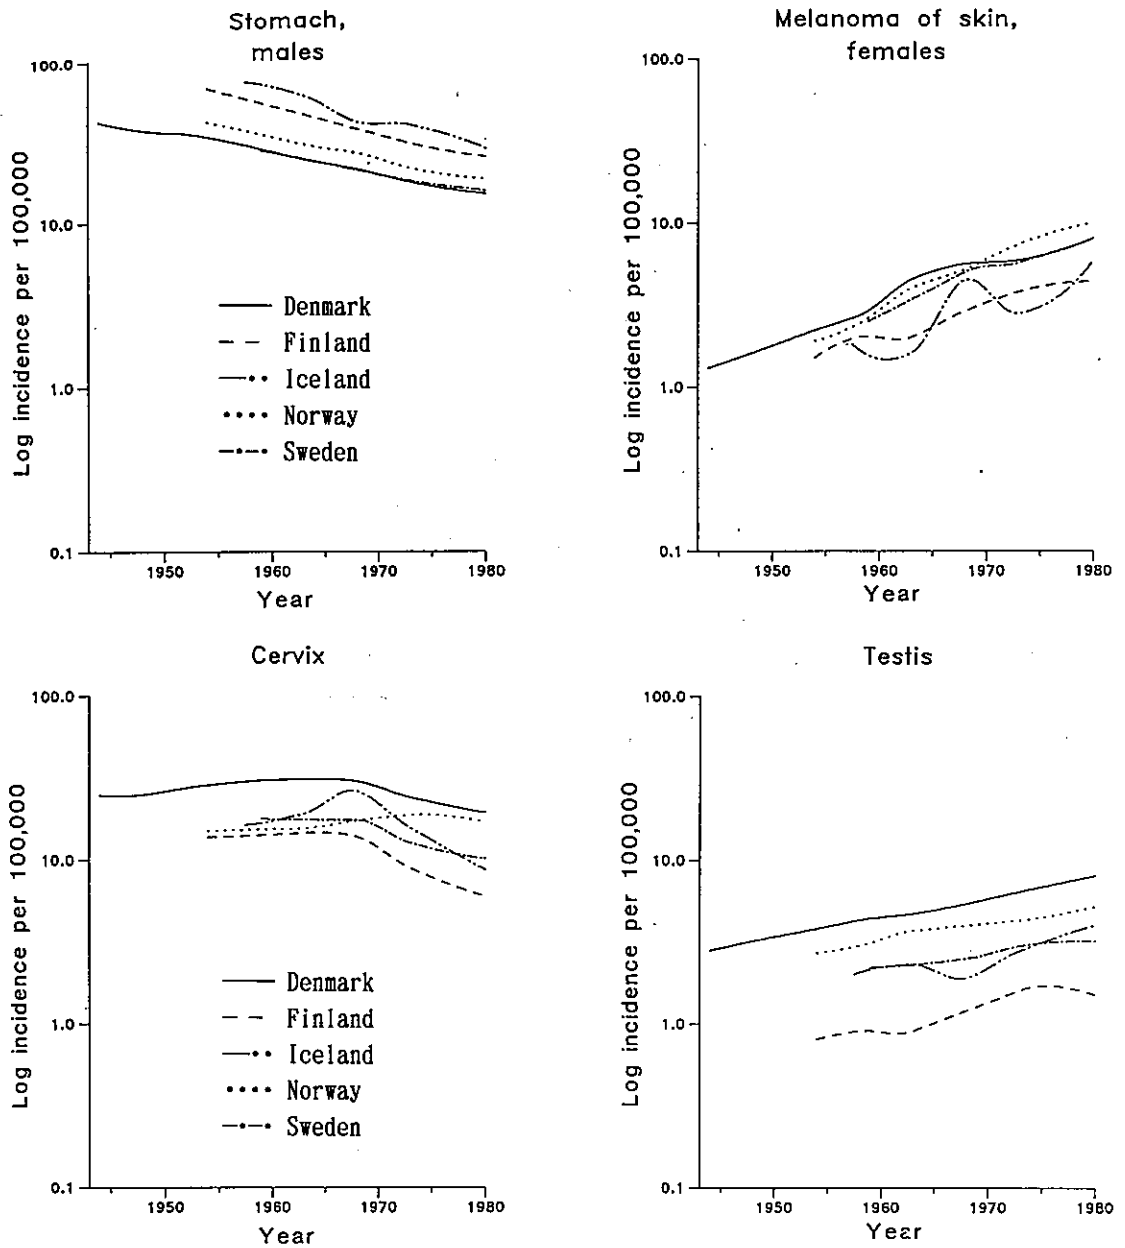 Stomach,
males
Log incidence per 100,000
100.0
10.0
1.0
0.1
Denmark
Finland
Iceland
Norway
Sweden
1950 1960 1970 1980
Year
Melanoma of skin,
females
Log incidence per 100,000
100.0
10.0
1.0
0.1
1950 1960 1970 1980
Year
Cervix
Log incidence per 100,000
100.0
10.0
1.0
0.1
Denmark
Finland
Iceland
Norway
Sweden
1950 1960 1970 1980
Year
Testis
Log incidence per 100,000
100.0
10.0
1.0
0.1
1950 1960 1970 1980
Year